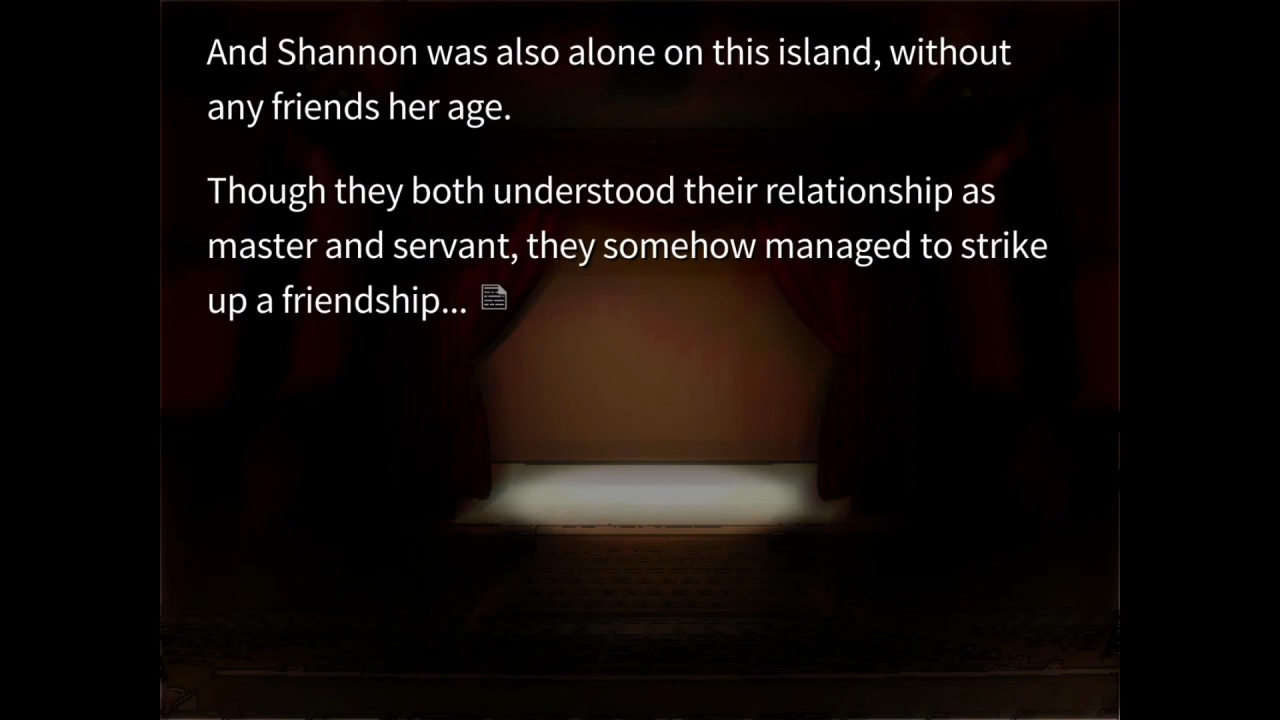 And Shannon was also alone on this island, without
any friends her age.
Though they both understood their relationship as
master and servant, they somehow managed to strike
up a friendship...